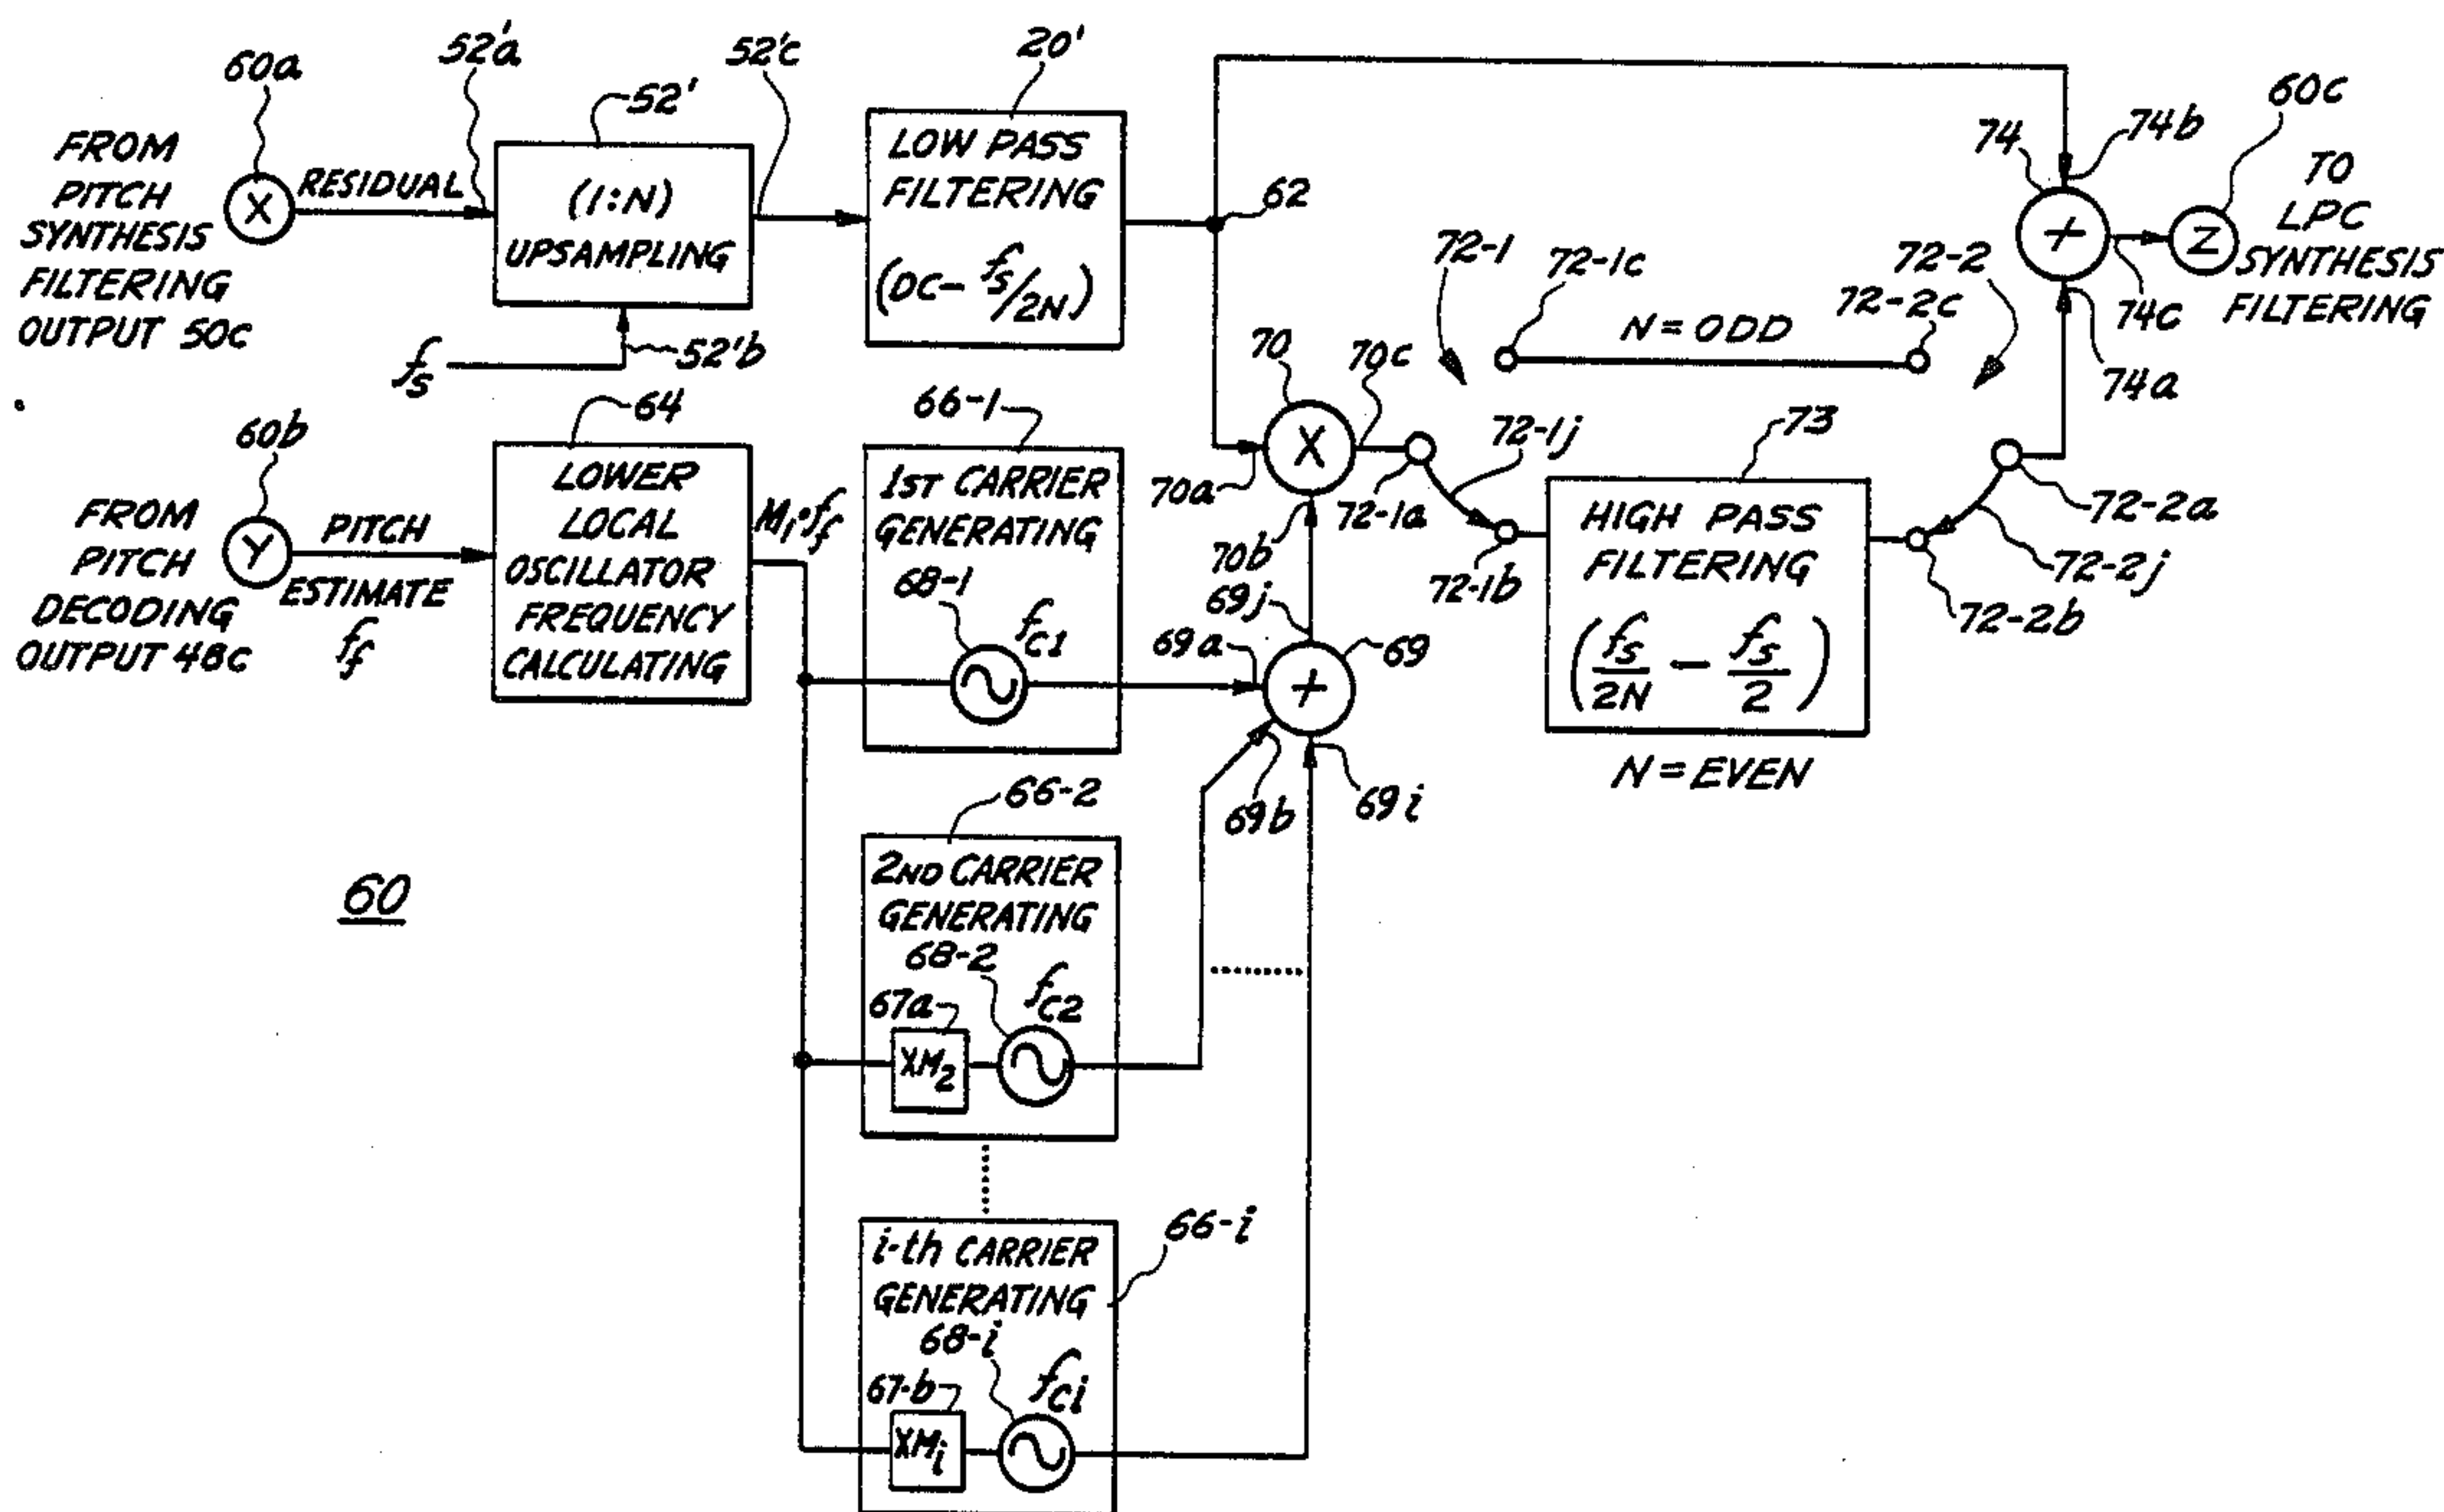 60a
FROM
PITCH
SYNTHESIS
FILTERING
OUTPUT 50c
X
RESIDUAL
52'a
52'
(1:N)
UPSAMPLING
52'c
fs
52'b
20'
LOW PASS
FILTERING
(DC- fs/2N)
62
60b
FROM
PITCH
DECODING
OUTPUT 48c
Y
PITCH
ESTIMATE
ff
64
LOWER
LOCAL
OSCILLATOR
FREQUENCY
CALCULATING
M1·ff
66-1
1ST CARRIER
GENERATING
68-1
fC1
66-2
2ND CARRIER
GENERATING
68-2
fC2
67a
XM2
66-i
i-th CARRIER
GENERATING
68-i
fCi
67-b
XMi
69a
69b
69i
69j
69
+
70
70a
70b
70c
X
72-1
72-1c
72-1j
72-1a
72-1b
N=ODD
72-2
72-2c
73
HIGH PASS
FILTERING
(fs/2N - fs/2)
N=EVEN
72-2a
72-2j
72-2b
74
74b
+
74c
74a
60c
Z
TO
LPC
SYNTHESIS
FILTERING
60